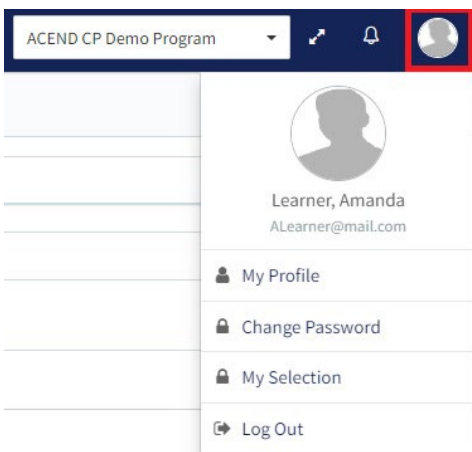 ACEND CP Demo Program
Learner, Amanda
ALearner@mail.com
My Profile
Change Password
My Selection
Log Out